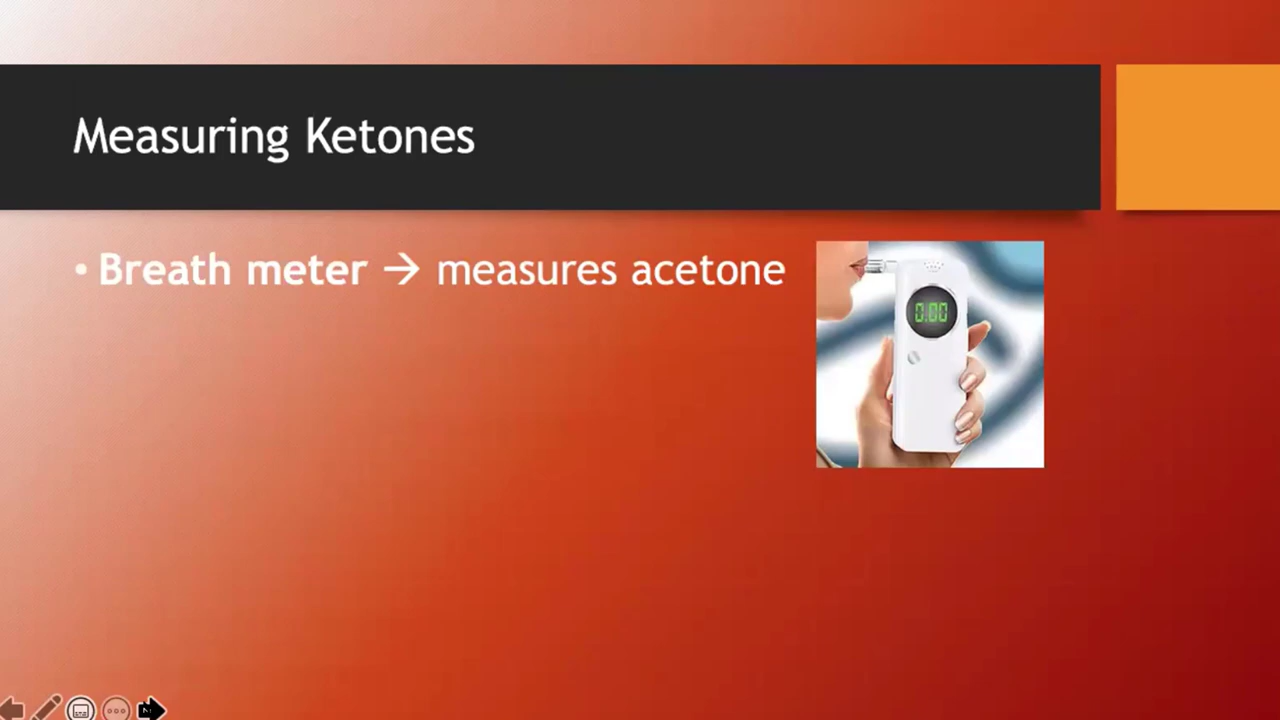 Measuring Ketones
• Breath meter → measures acetone
0.00